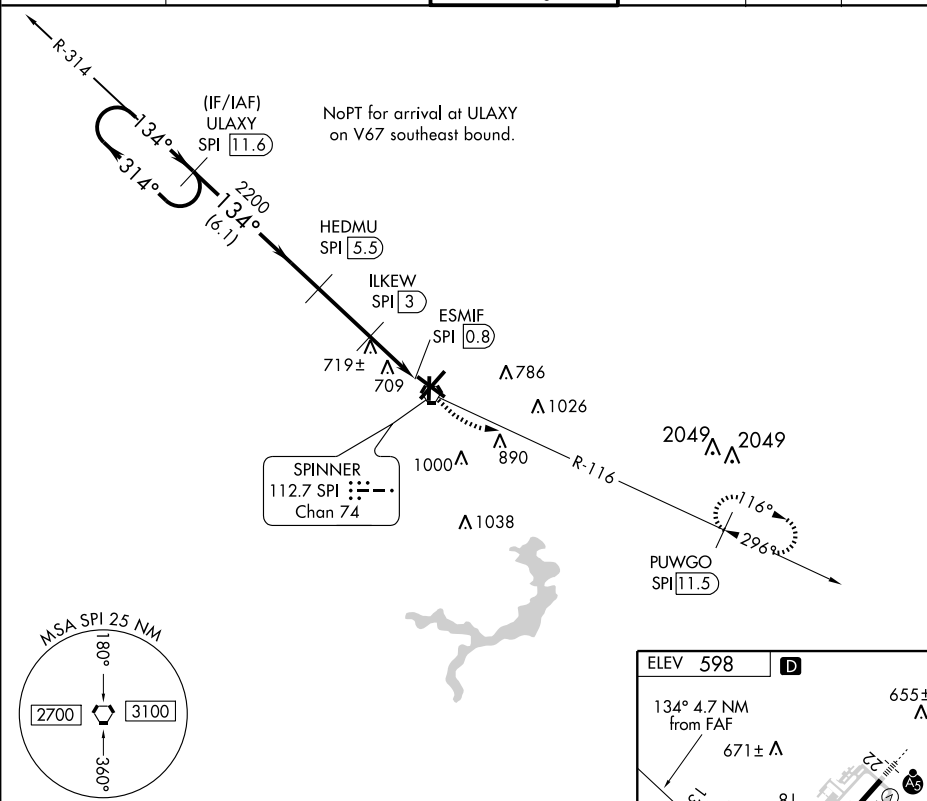 R-314
(IF/IAF)
ULAXY
SPI 11.6
NoPT for arrival at ULAXY
on V67 southeast bound.
134°
314°
2200
134°
(6.1)
HEDMU
SPI 5.5
ILKEW
SPI 3
ESMIF
SPI 0.8
719±
709
786
1026
2049
2049
1000
890
R-116
SPINNER
112.7 SPI
Chan 74
1038
116°
296°
PUWGO
SPI 11.5
MSA SPI 25 NM
180°
2700
3100
360°
ELEV 598
D
134° 4.7 NM
from FAF
655±
671±
22
A5
13
18